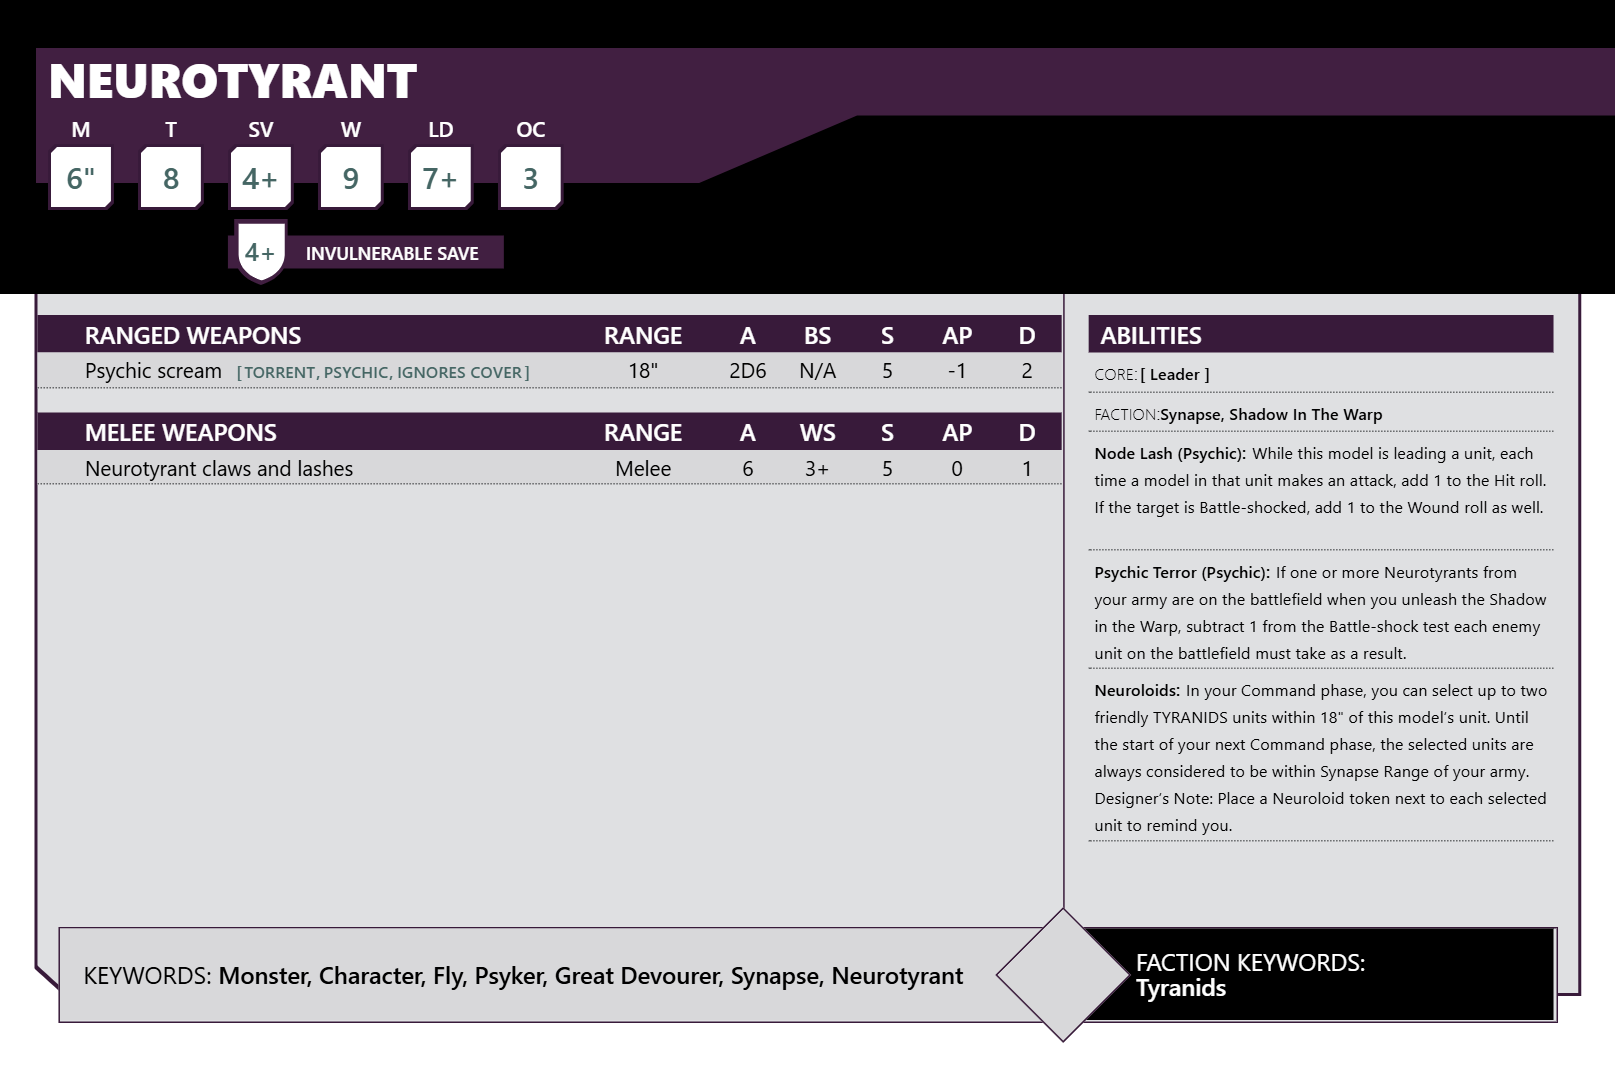 NEUROTYRANT
M T SV W LD OC
6" 8 4+ 9 7+ 3
4+ INVULNERABLE SAVE
RANGED WEAPONS RANGE A BS S AP D
Psychic scream [TORRENT, PSYCHIC, IGNORES COVER] 18" 2D6 N/A 5 -1 2
MELEE WEAPONS RANGE A WS S AP D
Neurotyrant claws and lashes Melee 6 3+ 5 0 1
ABILITIES
CORE:[ Leader ]
FACTION:Synapse, Shadow In The Warp
Node Lash (Psychic): While this model is leading a unit, each
time a model in that unit makes an attack, add 1 to the Hit roll.
If the target is Battle-shocked, add 1 to the Wound roll as well.
Psychic Terror (Psychic): If one or more Neurotyrants from
your army are on the battlefield when you unleash the Shadow
in the Warp, subtract 1 from the Battle-shock test each enemy
unit on the battlefield must take as a result.
Neuroloids: In your Command phase, you can select up to two
friendly TYRANIDS units within 18" of this model's unit. Until
the start of your next Command phase, the selected units are
always considered to be within Synapse Range of your army.
Designer's Note: Place a Neuroloid token next to each selected
unit to remind you.
KEYWORDS: Monster, Character, Fly, Psyker, Great Devourer, Synapse, Neurotyrant
FACTION KEYWORDS:
Tyranids